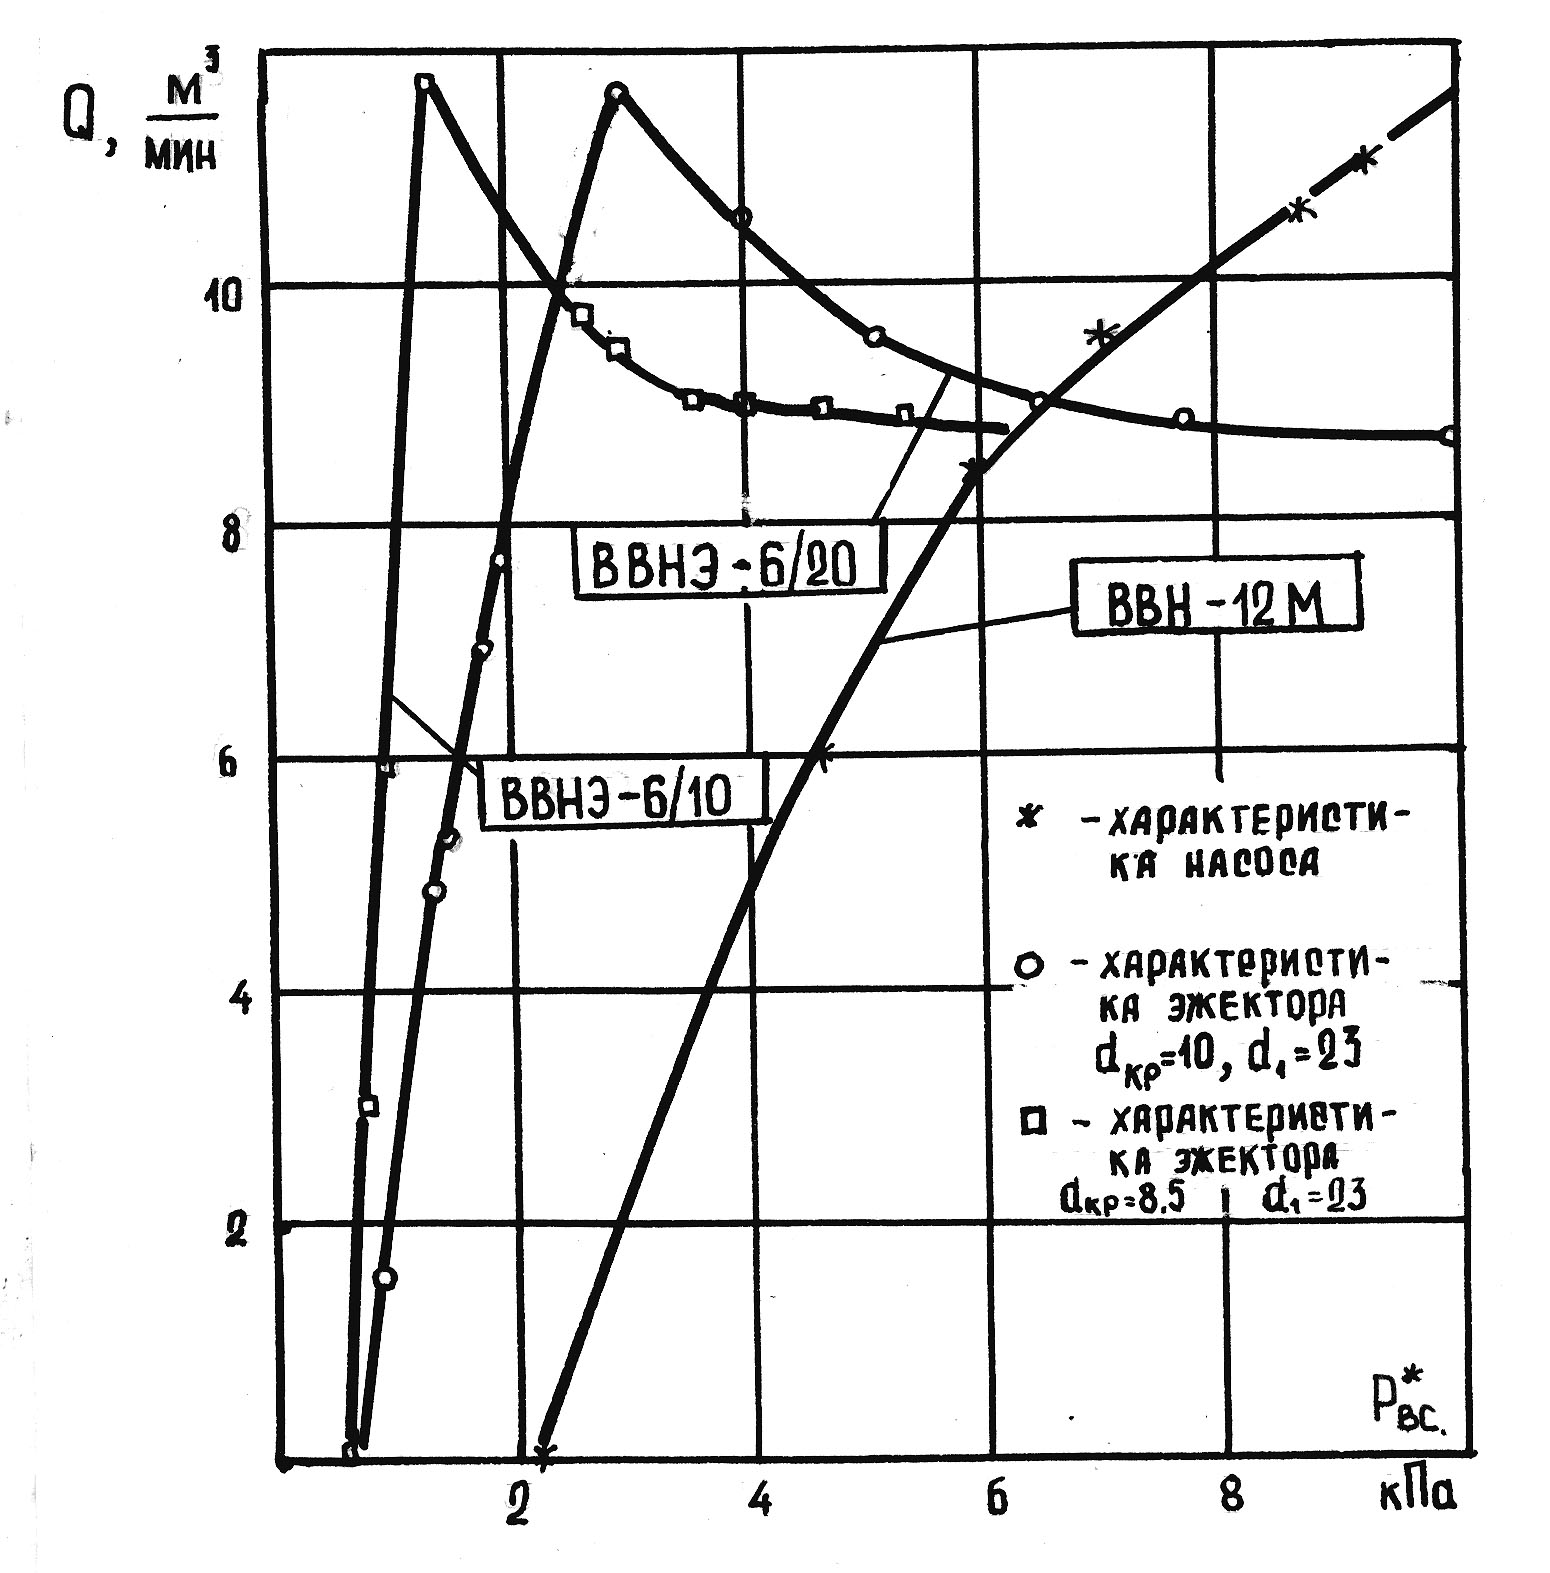 Q, м³/мин
10
8
6
4
2
ВВНЭ-6/20
ВВН-12М
ВВНЭ-6/10
* -ХАРАКТЕРИСТИ-
КА НАСОСА
О -ХАРАКТЕРИСТИ-
КА ЭЖЕКТОРА
dкр=10, d₁=23
□ - ХАРАКТЕРИСТИ-
КА ЭЖЕКТОРА
dкр=8.5 d₁=23
P*вс.
2 4 6 8 кПа